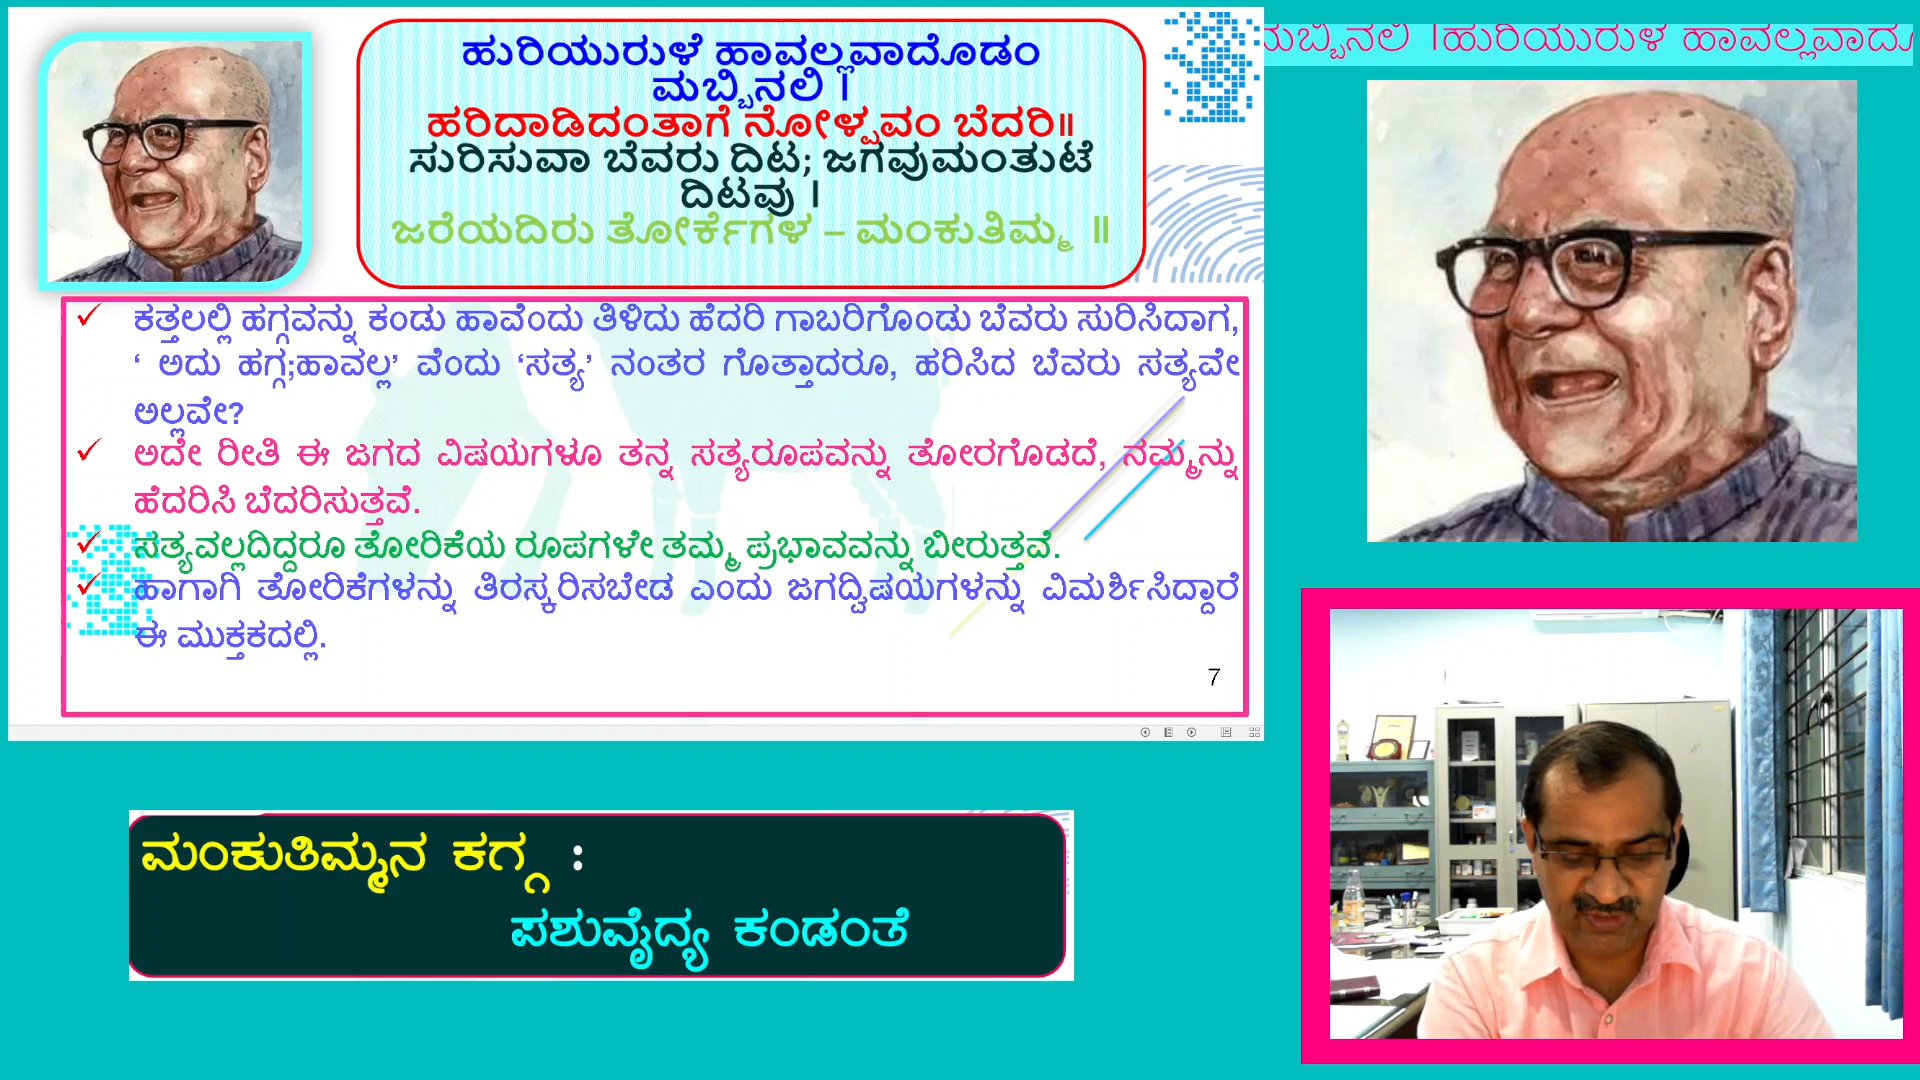 ಹುರಿಯುರುಳೆ ಹಾವಲ್ಲವಾದೊಡಂ
ಮಬ್ಬಿನಲಿ ।
ಹರಿದಾಡಿದಂತಾಗೆ ನೋಳ್ಪವಂ ಬೆದರಿ॥
ಸುರಿಸುವಾ ಬೆವರು ದಿಟ; ಜಗವುಮಂತುಟೆ
ದಿಟವು ।
ಜರೆಯದಿರು ತೋರ್ಕೆಗಳ – ಮಂಕುತಿಮ್ಮ ॥
ಮಬ್ಬಿನಲಿ ।ಹುರಿಯುರುಳೆ ಹಾವಲ್ಲವಾದೊ
✓ ಕತ್ತಲಲ್ಲಿ ಹಗ್ಗವನ್ನು ಕಂಡು ಹಾವೆಂದು ತಿಳಿದು ಹೆದರಿ ಗಾಬರಿಗೊಂಡು ಬೆವರು ಸುರಿಸಿದಾಗ,
‘ ಅದು ಹಗ್ಗ;ಹಾವಲ್ಲ’ ವೆಂದು ‘ಸತ್ಯ’ ನಂತರ ಗೊತ್ತಾದರೂ, ಹರಿಸಿದ ಬೆವರು ಸತ್ಯವೇ
ಅಲ್ಲವೇ?
✓ ಅದೇ ರೀತಿ ಈ ಜಗದ ವಿಷಯಗಳೂ ತನ್ನ ಸತ್ಯರೂಪವನ್ನು ತೋರಗೊಡದೆ, ನಮ್ಮನ್ನು
ಹೆದರಿಸಿ ಬೆದರಿಸುತ್ತವೆ.
✓ ಸತ್ಯವಲ್ಲದಿದ್ದರೂ ತೋರಿಕೆಯ ರೂಪಗಳೇ ತಮ್ಮ ಪ್ರಭಾವವನ್ನು ಬೀರುತ್ತವೆ.
✓ ಹಾಗಾಗಿ ತೋರಿಕೆಗಳನ್ನು ತಿರಸ್ಕರಿಸಬೇಡ ಎಂದು ಜಗದ್ವಿಷಯಗಳನ್ನು ವಿಮರ್ಶಿಸಿದ್ದಾರೆ
ಈ ಮುಕ್ತಕದಲ್ಲಿ.
7
ಮಂಕುತಿಮ್ಮನ ಕಗ್ಗ :
ಪಶುವೈದ್ಯ ಕಂಡಂತೆ